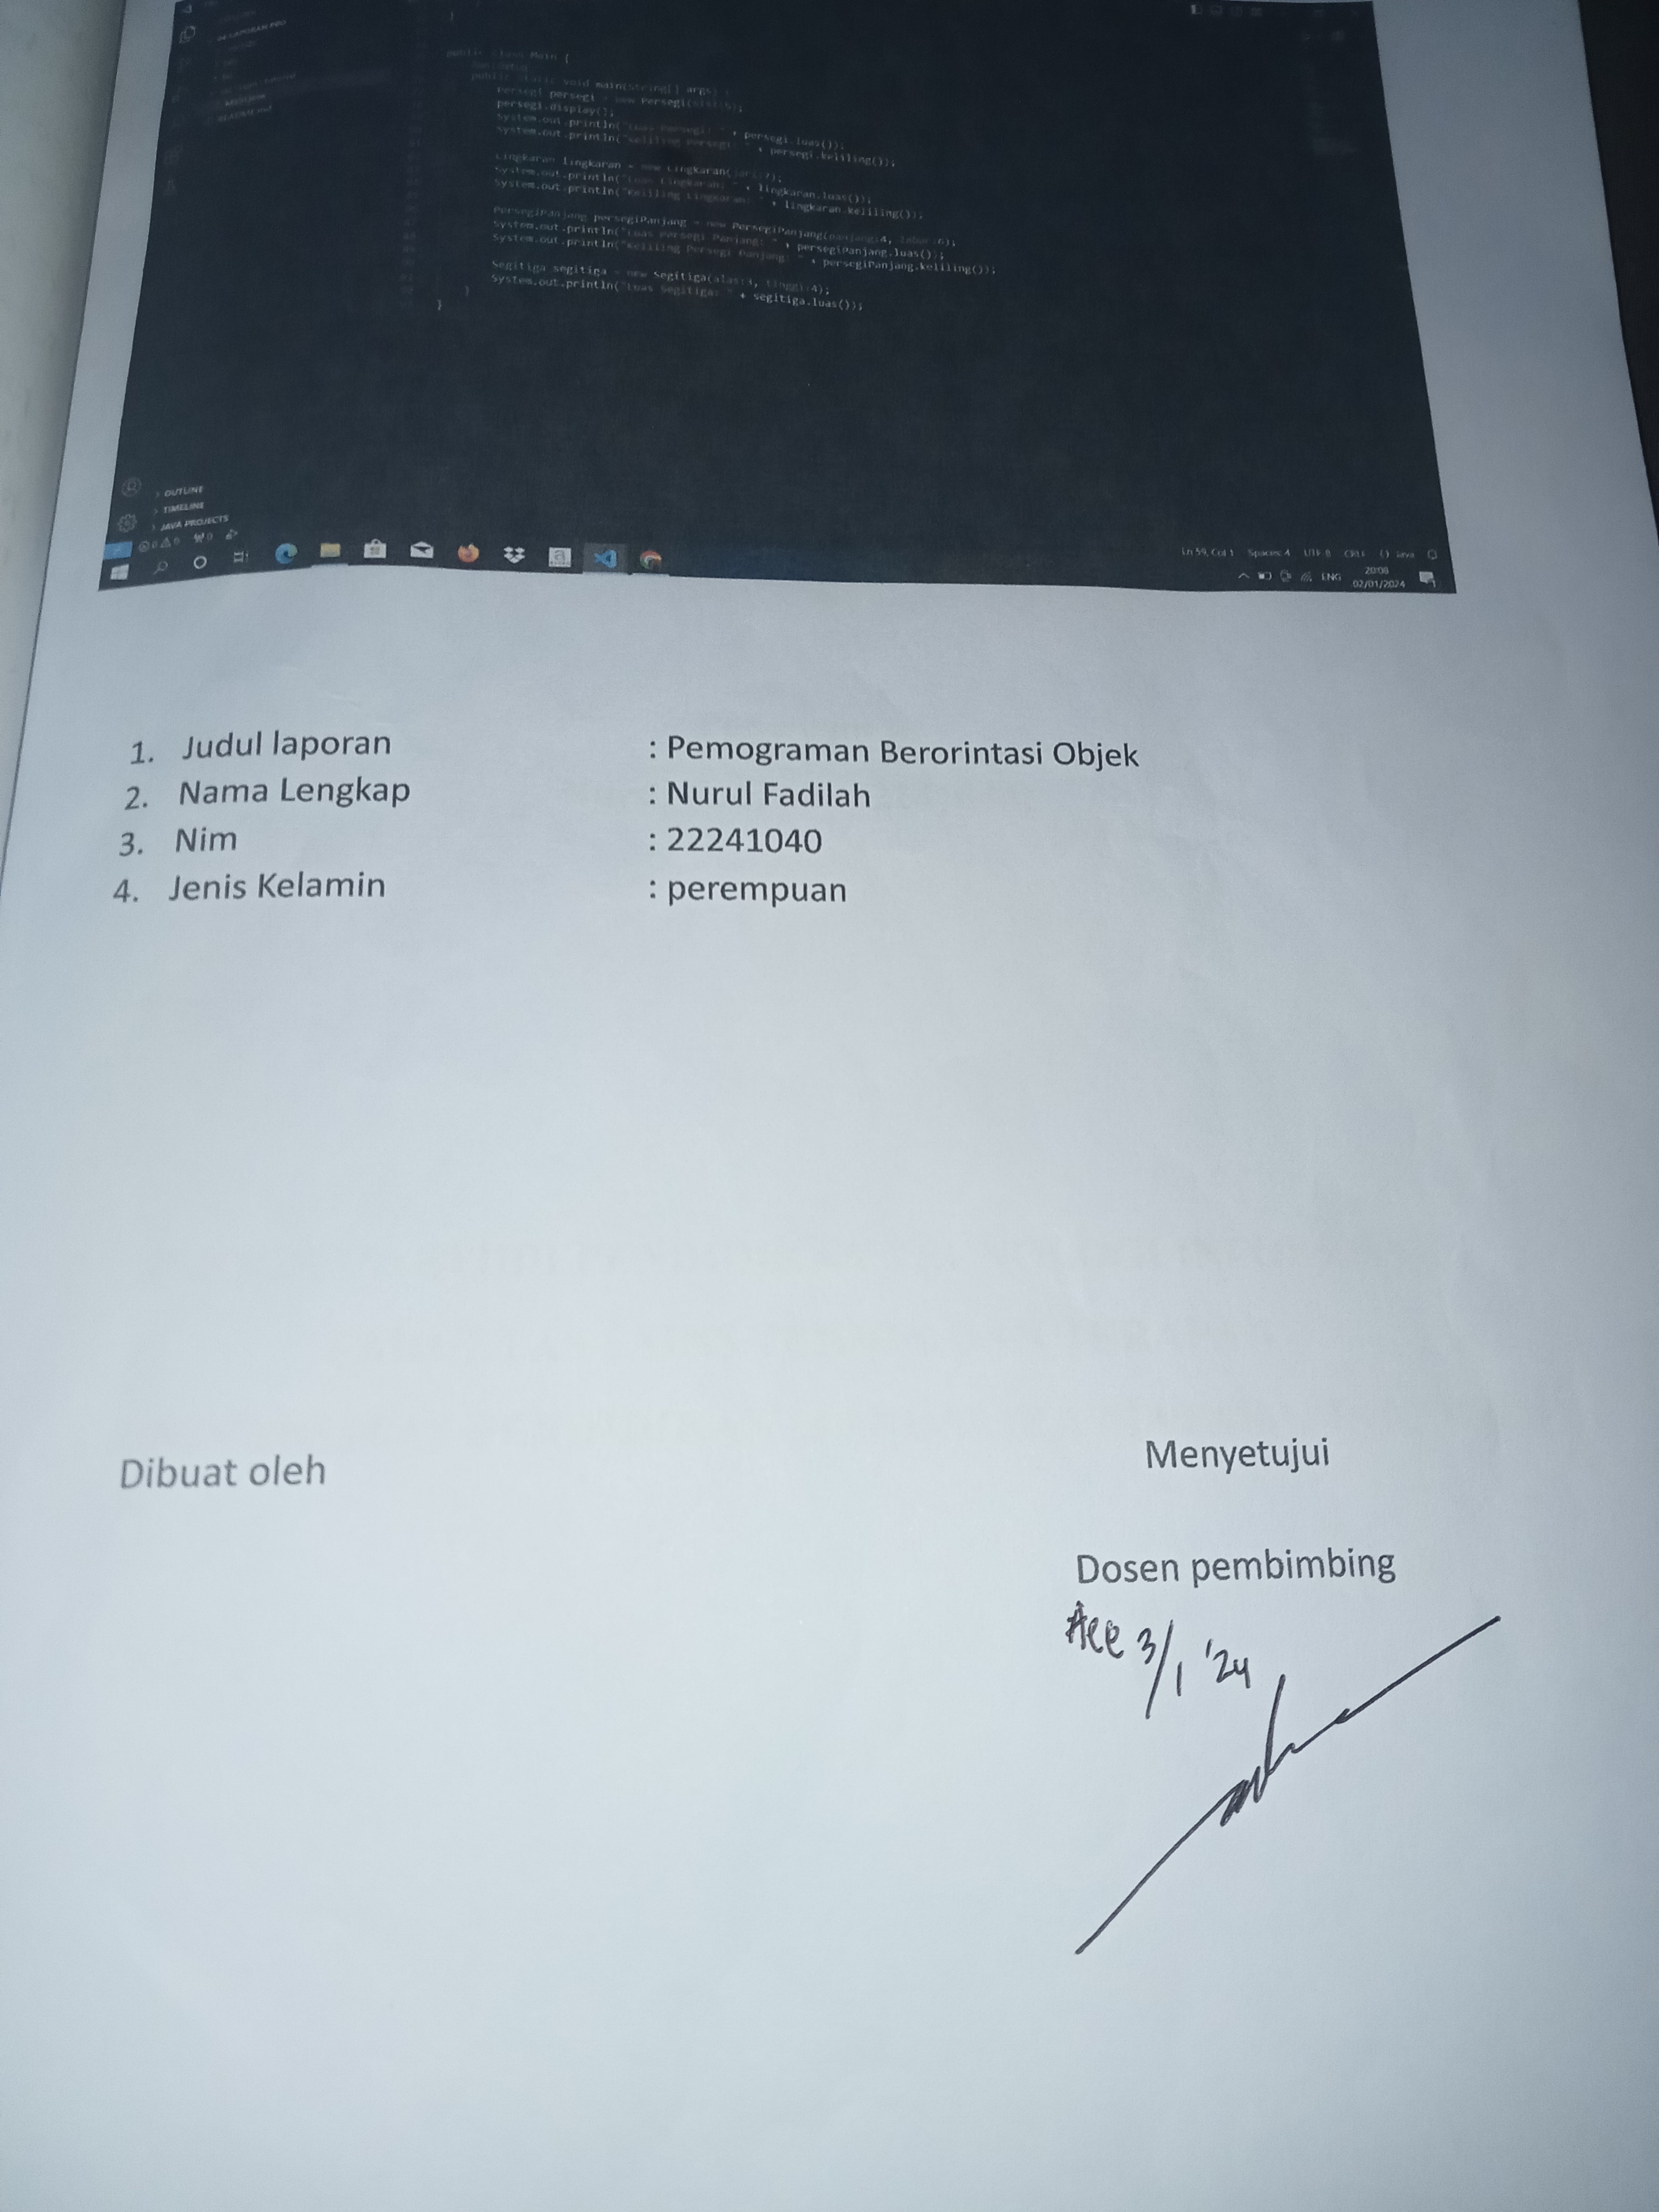 public class Main {
public static void main(String[] args) {
Persegi persegi = new Persegi(
persegi.display();
System.out.println("Luas Persegi: " + persegi.luas());
System.out.println("Keliling Persegi: " + persegi.keliling());
Lingkaran lingkaran = new Lingkaran(jari:7);
System.out.println("Luas Lingkaran: " + lingkaran.luas());
System.out.println("Keliling Lingkaran: " + lingkaran.keliling());
PersegiPanjang persegiPanjang = new PersegiPanjang(panjang:4, lebar:6);
System.out.println("Luas Persegi Panjang: " + persegiPanjang.luas());
System.out.println("Keliling Persegi Panjang: " + persegiPanjang.keliling());
Segitiga segitiga = new Segitiga(alas:3, tinggi:4);
System.out.println("Luas Segitiga: " + segitiga.luas());
}
}
OUTLINE
TIMELINE
JAVA PROJECTS
Ln 59, Col 1 Spaces: 4 UTF-8 CRLF {} Java
ENG 20:08
02/01/2024
1. Judul laporan : Pemograman Berorintasi Objek
2. Nama Lengkap : Nurul Fadilah
3. Nim : 22241040
4. Jenis Kelamin : perempuan
Dibuat oleh Menyetujui
Dosen pembimbing
Acc 3/1 '24